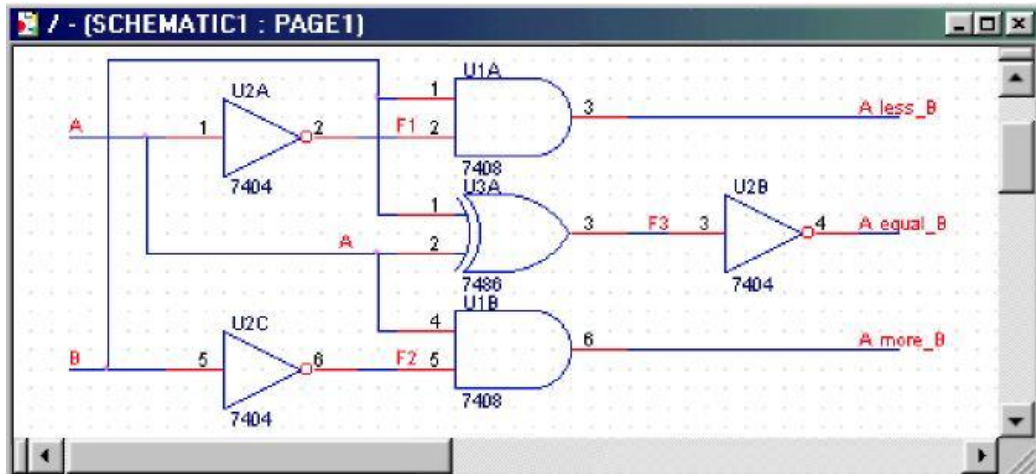 / - (SCHEMATIC1 : PAGE1)
U1A
U2A
1
3
A less_B
A
1
2
F1
2
7404
7408
U3A
U2B
1
3
F3
3
4
A equal_B
A
2
7486
7404
U1B
U2C
4
6
A more_B
B
5
6
F2
5
7404
7408